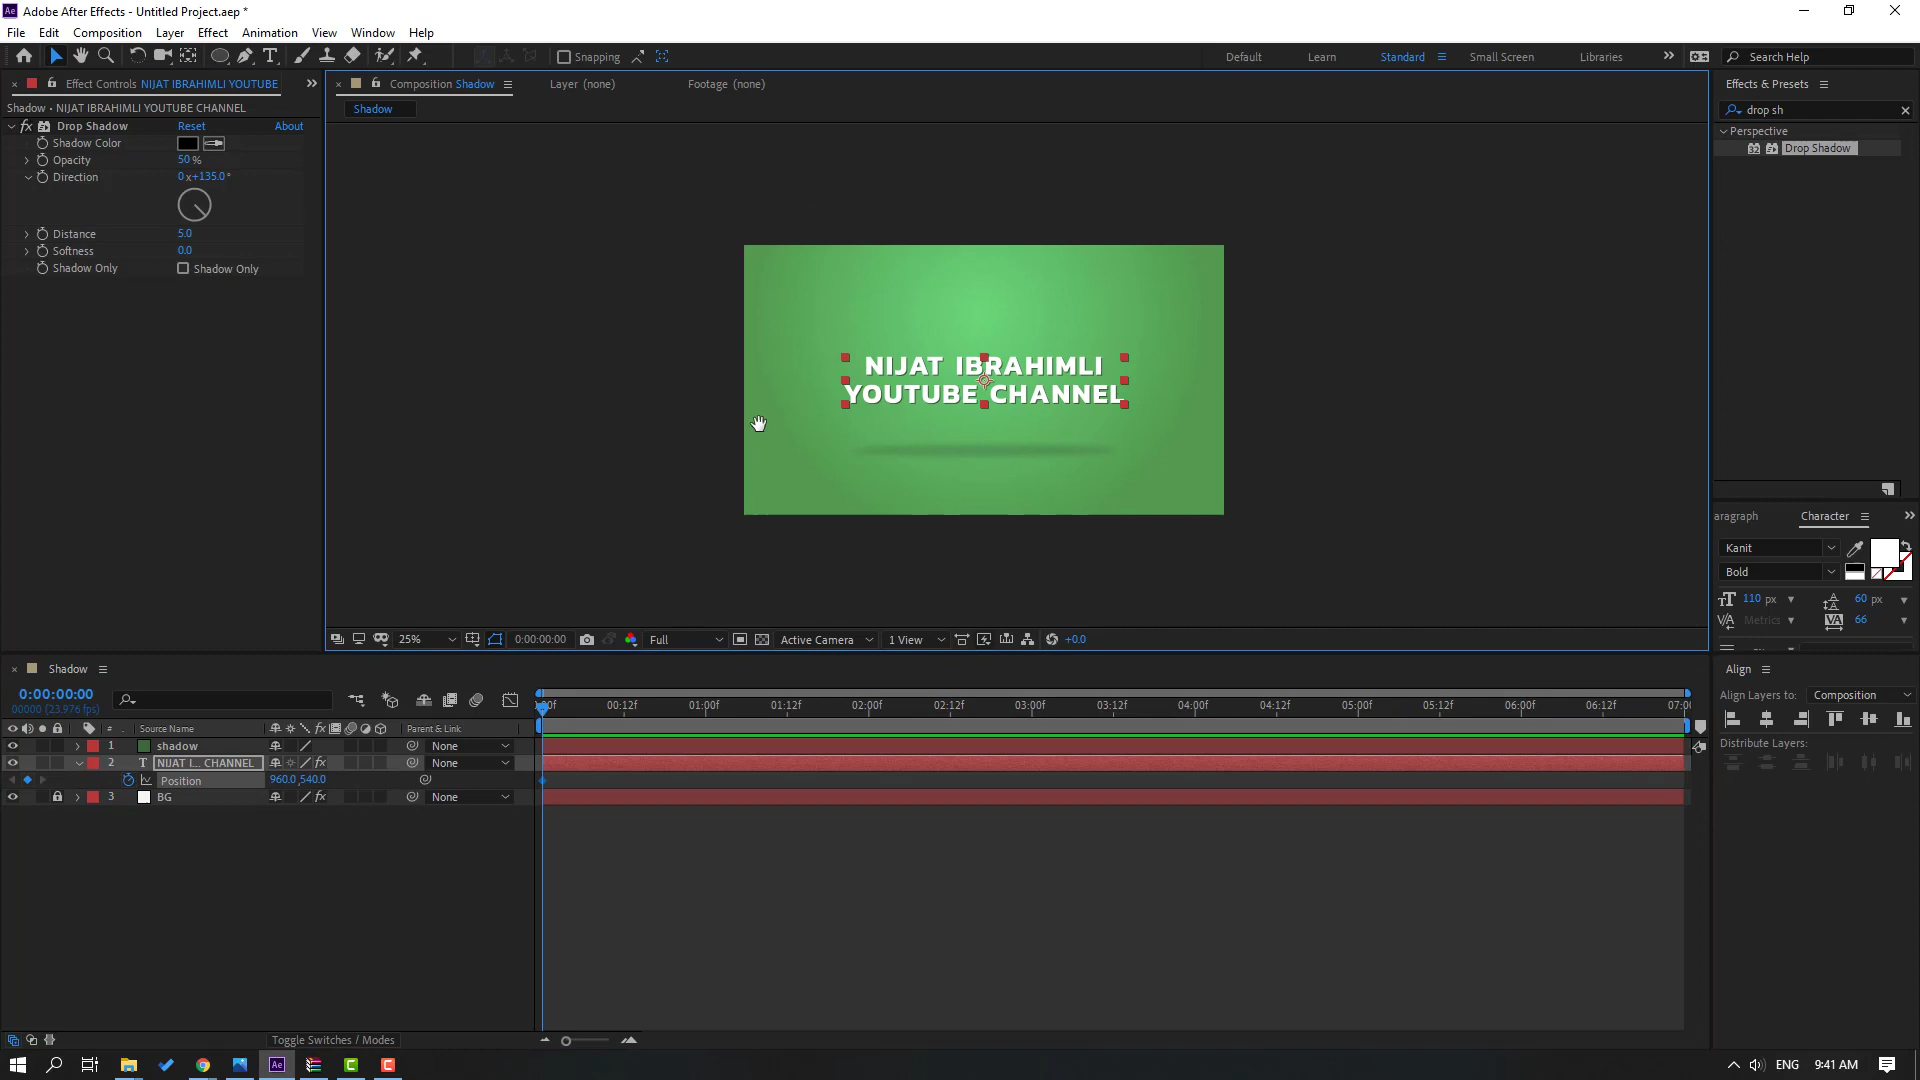 Adobe After Effects - Untitled Project.aep *
File Edit Composition Layer Effect Animation View Window Help
Snapping
Default Learn Standard Small Screen Libraries
Search Help
Effect Controls NIJAT IBRAHIMLI YOUTUBE
Shadow • NIJAT IBRAHIMLI YOUTUBE CHANNEL
fx Drop Shadow Reset About
Shadow Color
Opacity 50 %
Direction 0 x+135.0 °
Distance 5.0
Softness 0.0
Shadow Only Shadow Only
Composition Shadow
Layer (none)
Footage (none)
Shadow
NIJAT IBRAHIMLI
YOUTUBE CHANNEL
25% 0:00:00:00 Full Active Camera 1 View +0.0
Effects & Presets
drop sh
Perspective
32 Drop Shadow
aragraph Character
Kanit
Bold
110 px 60 px
Metrics 66
Align
Align Layers to: Composition
Distribute Layers:
Shadow
0:00:00:00
00000 (23.976 fps)
:00f 00:12f 01:00f 01:12f 02:00f 02:12f 03:00f 03:12f 04:00f 04:12f 05:00f 05:12f 06:00f 06:12f 07:0
# Source Name fx Parent & Link
1 shadow None
2 T NIJAT I... CHANNEL fx None
Position 960.0,540.0
3 BG fx None
Toggle Switches / Modes
Ae
ENG 9:41 AM